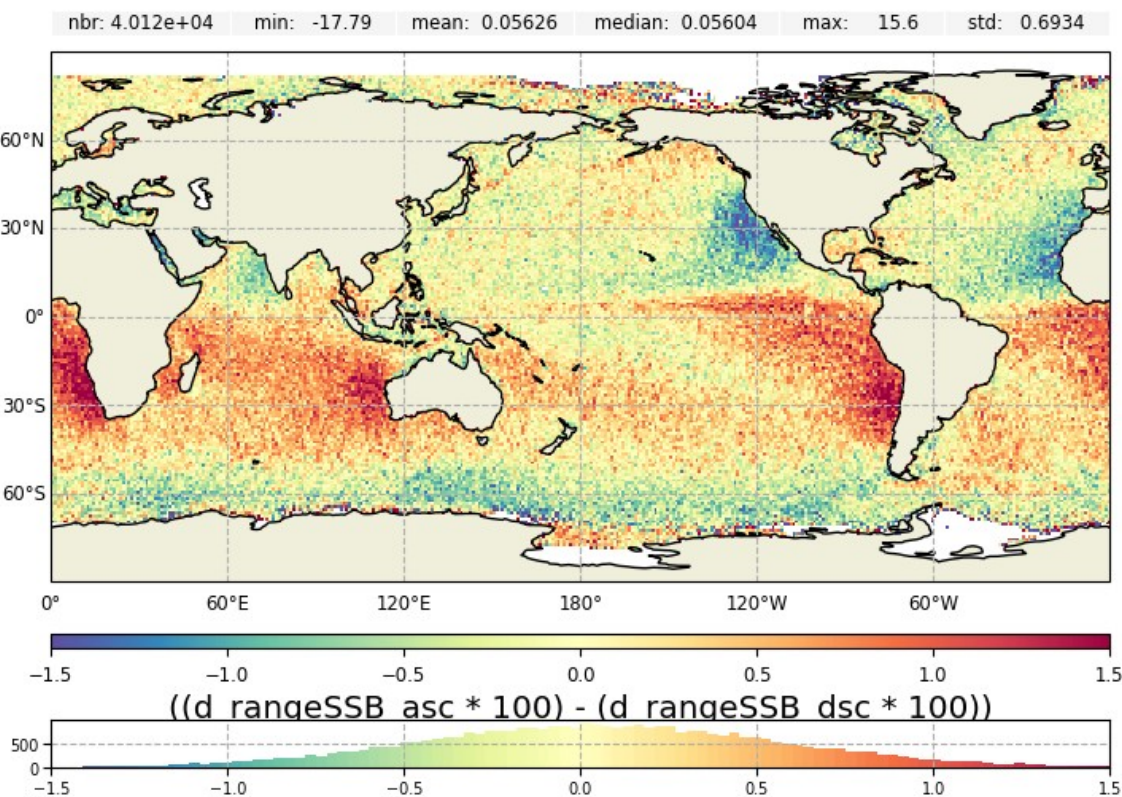 nbr: 4.012e+04 min: -17.79 mean: 0.05626 median: 0.05604 max: 15.6 std: 0.6934
60°N
30°N
0°
30°S
60°S
0° 60°E 120°E 180° 120°W 60°W
−1.5 −1.0 −0.5 0.0 0.5 1.0 1.5
((d_rangeSSB_asc * 100) - (d_rangeSSB_dsc * 100))
500
0
−1.5 −1.0 −0.5 0.0 0.5 1.0 1.5